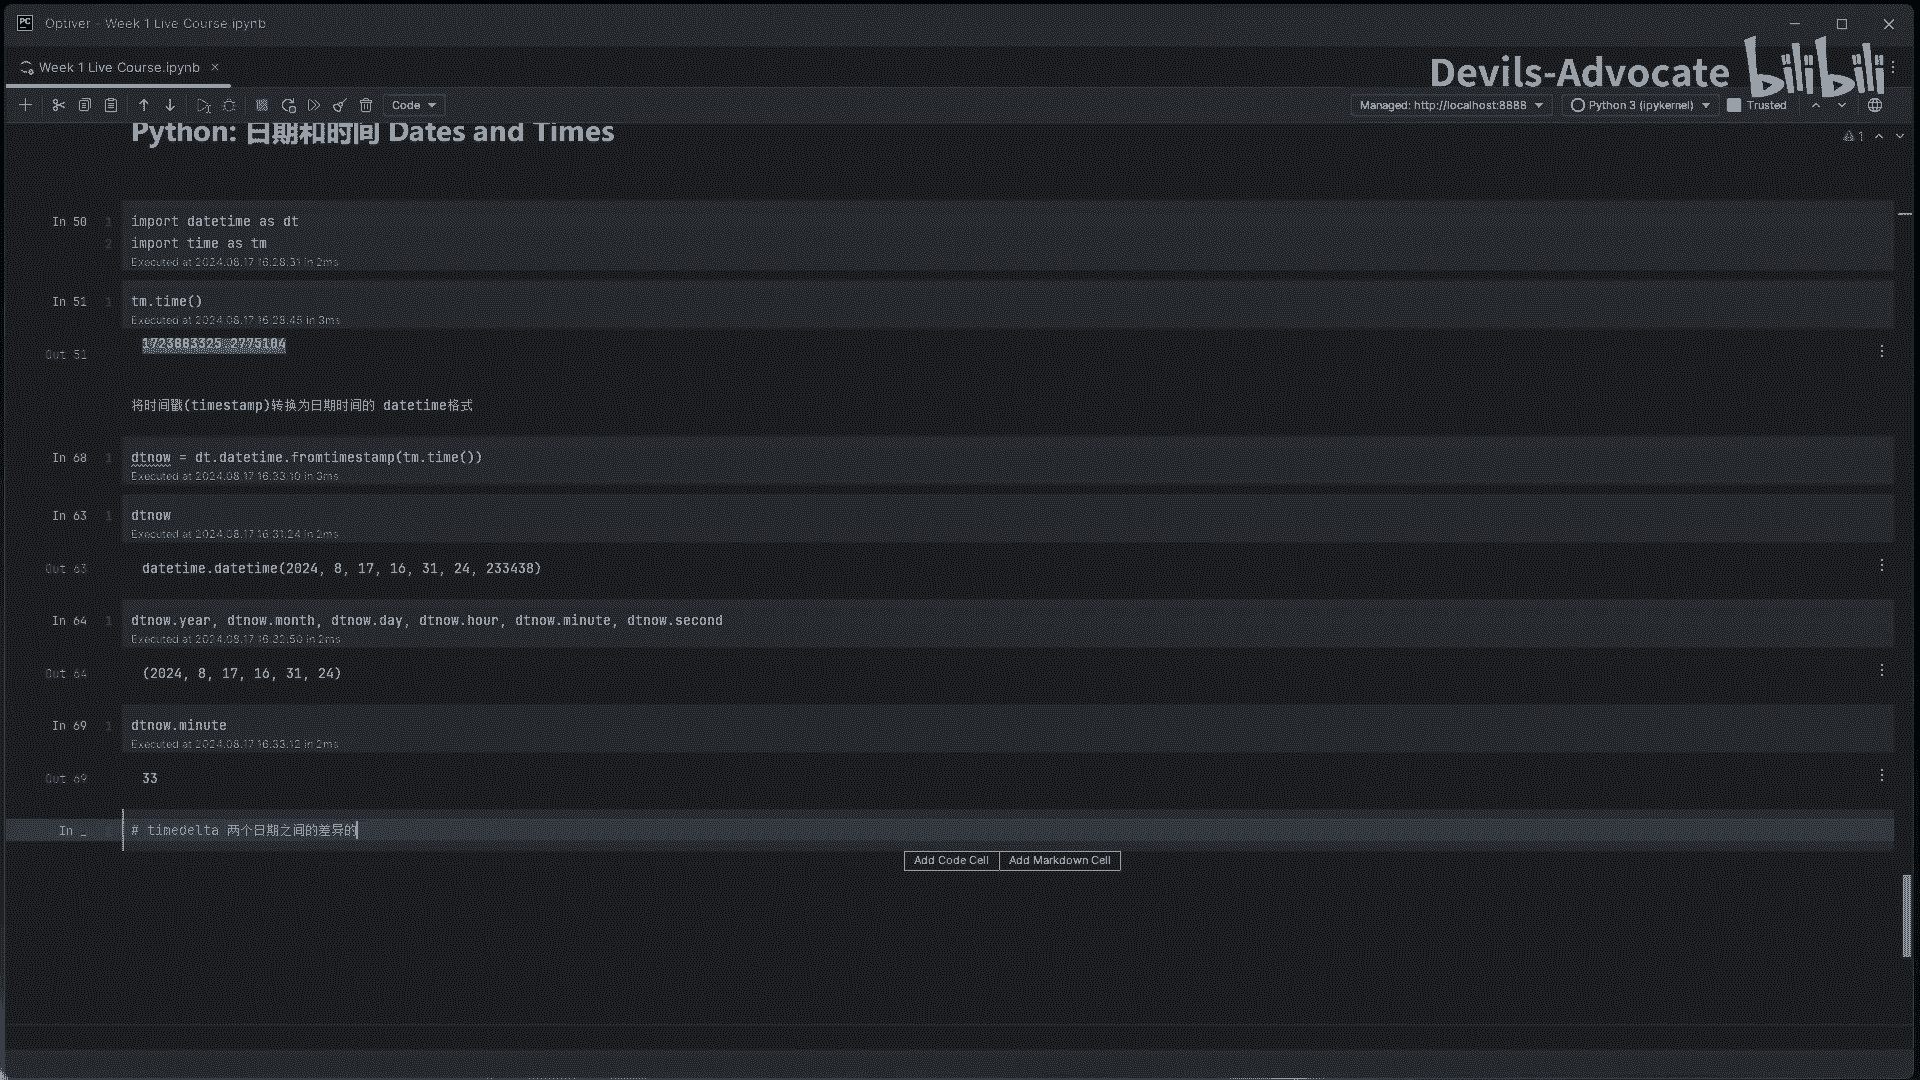 PC Optiver – Week 1 Live Course.ipynb
Week 1 Live Course.ipynb
Devils-Advocate bilibili
Code
Managed: http://localhost:8888
Python 3 (ipykernel)
Trusted
Python: 日期和时间 Dates and Times
1
In 50
1 import datetime as dt
2 import time as tm
Executed at 2024.08.17 16:28:31 in 2ms
In 51
1 tm.time()
Executed at 2024.08.17 16:28:45 in 3ms
Out 51
1723883325.2775104
将时间戳(timestamp)转换为日期时间的 datetime格式
In 68
1 dtnow = dt.datetime.fromtimestamp(tm.time())
Executed at 2024.08.17 16:33:10 in 3ms
In 63
1 dtnow
Executed at 2024.08.17 16:31:24 in 2ms
Out 63
datetime.datetime(2024, 8, 17, 16, 31, 24, 233438)
In 64
1 dtnow.year, dtnow.month, dtnow.day, dtnow.hour, dtnow.minute, dtnow.second
Executed at 2024.08.17 16:32:50 in 2ms
Out 64
(2024, 8, 17, 16, 31, 24)
In 69
1 dtnow.minute
Executed at 2024.08.17 16:33:12 in 2ms
Out 69
33
In _
# timedelta 两个日期之间的差异的
Add Code Cell
Add Markdown Cell